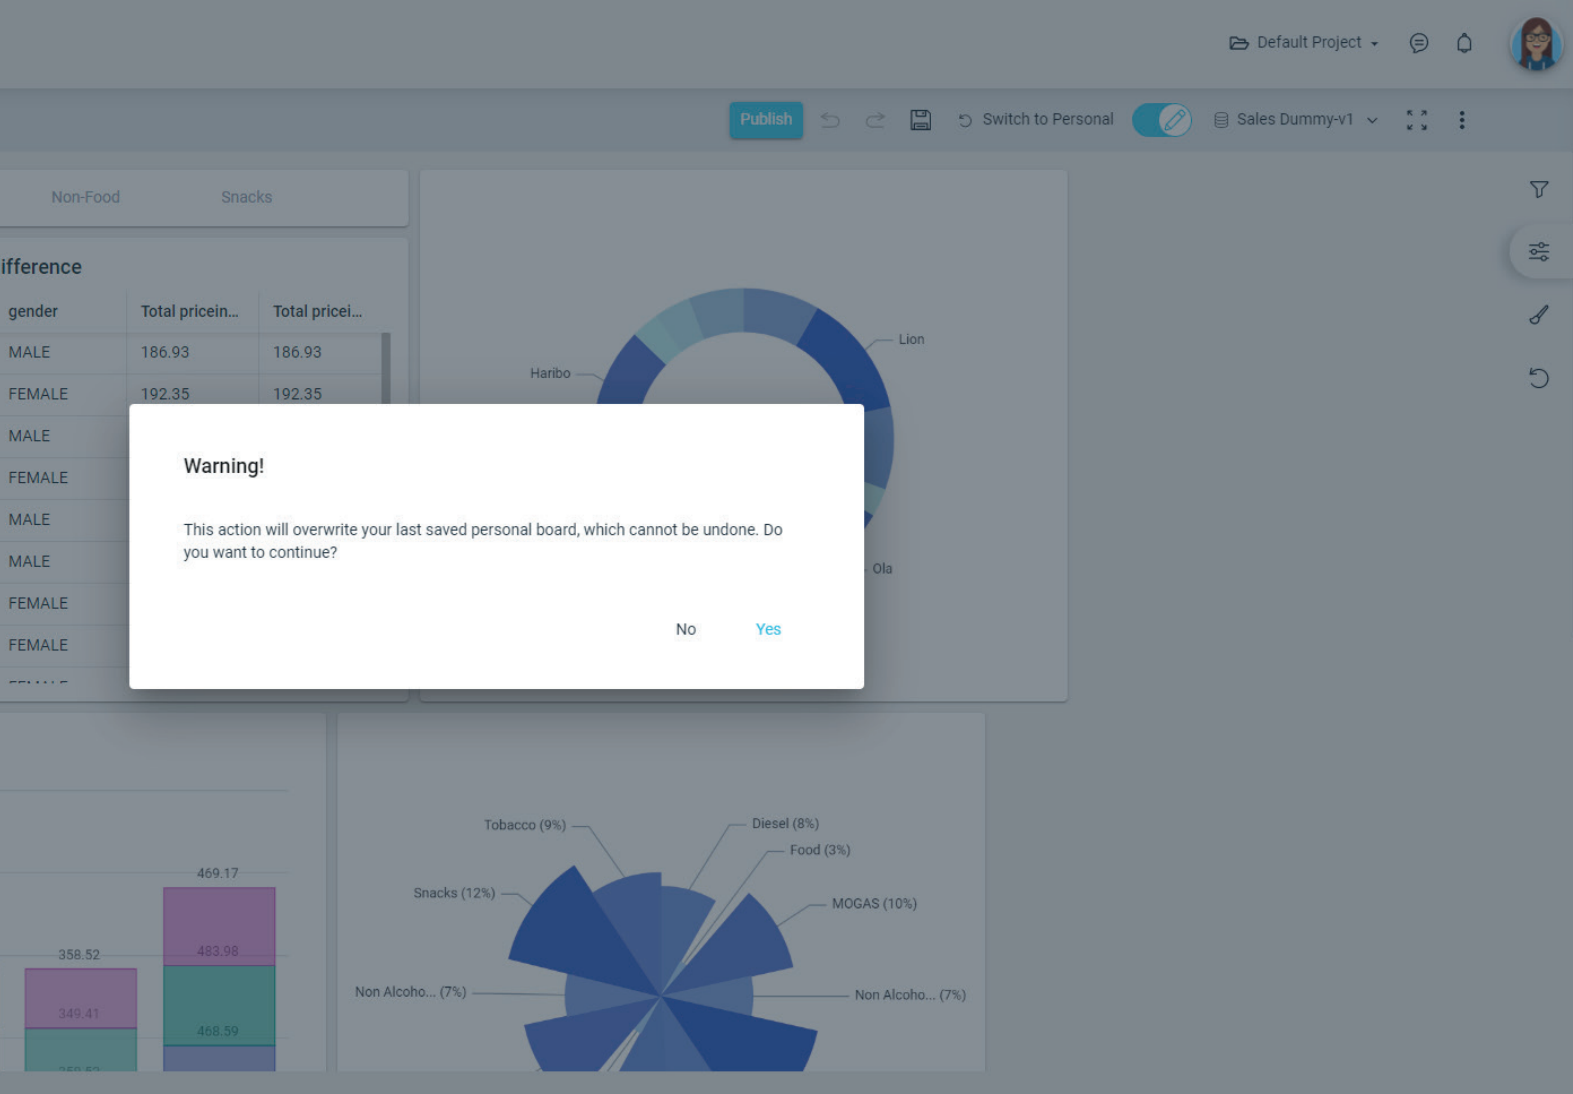 Default Project
Publish
Switch to Personal
Sales Dummy-v1
Non-Food Snacks
ifference
gender Total pricein... Total pricei...
MALE 186.93 186.93
FEMALE 192.35 192.35
MALE
FEMALE
MALE
MALE
FEMALE
FEMALE
Lion
Haribo
Ola
Warning!
This action will overwrite your last saved personal board, which cannot be undone. Do
you want to continue?
No Yes
469.17
483.98
358.52
349.41
468.59
Tobacco (9%)
Diesel (8%)
Food (3%)
Snacks (12%)
MOGAS (10%)
Non Alcoho... (7%)
Non Alcoho... (7%)